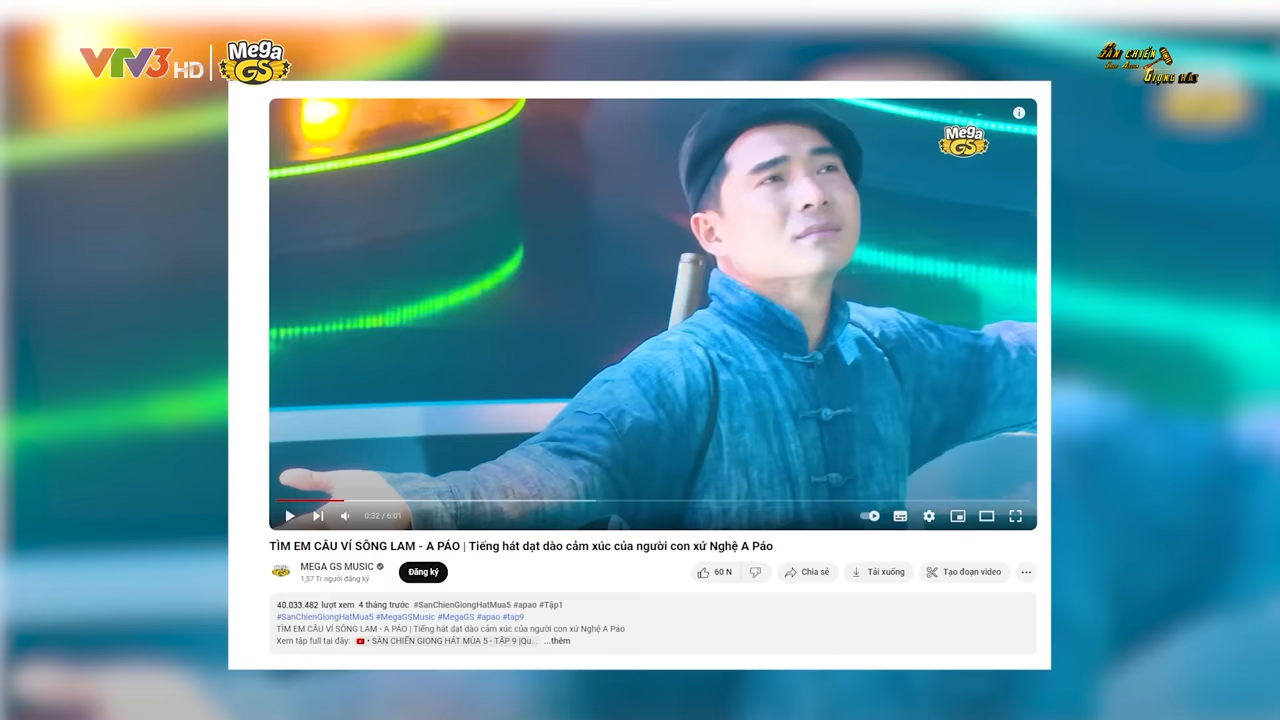 VTV3 HD
Mega GS
SÀN CHIẾN
GIỌNG HÁT
Mega GS
0:32 / 6:01
TÌM EM CÂU VÍ SÔNG LAM - A PÁO | Tiếng hát dạt dào cảm xúc của người con xứ Nghệ A Páo
MEGA GS MUSIC
1,57 Tr người đăng ký
Đăng ký
60 N
Chia sẻ
Tải xuống
Tạo đoạn video
40.033.482 lượt xem 4 tháng trước #SanChienGiongHatMua5 #apao #Tập1
#SanChienGiongHatMua5 #MegaGSMusic #MegaGS #apao #tap9
TÌM EM CÂU VÍ SÔNG LAM - A PÁO | Tiếng hát dạt dào cảm xúc của người con xứ Nghệ A Páo
Xem tập full tại đây: • SÀN CHIẾN GIỌNG HÁT MÙA 5 - TẬP 9 |Qu... ...thêm